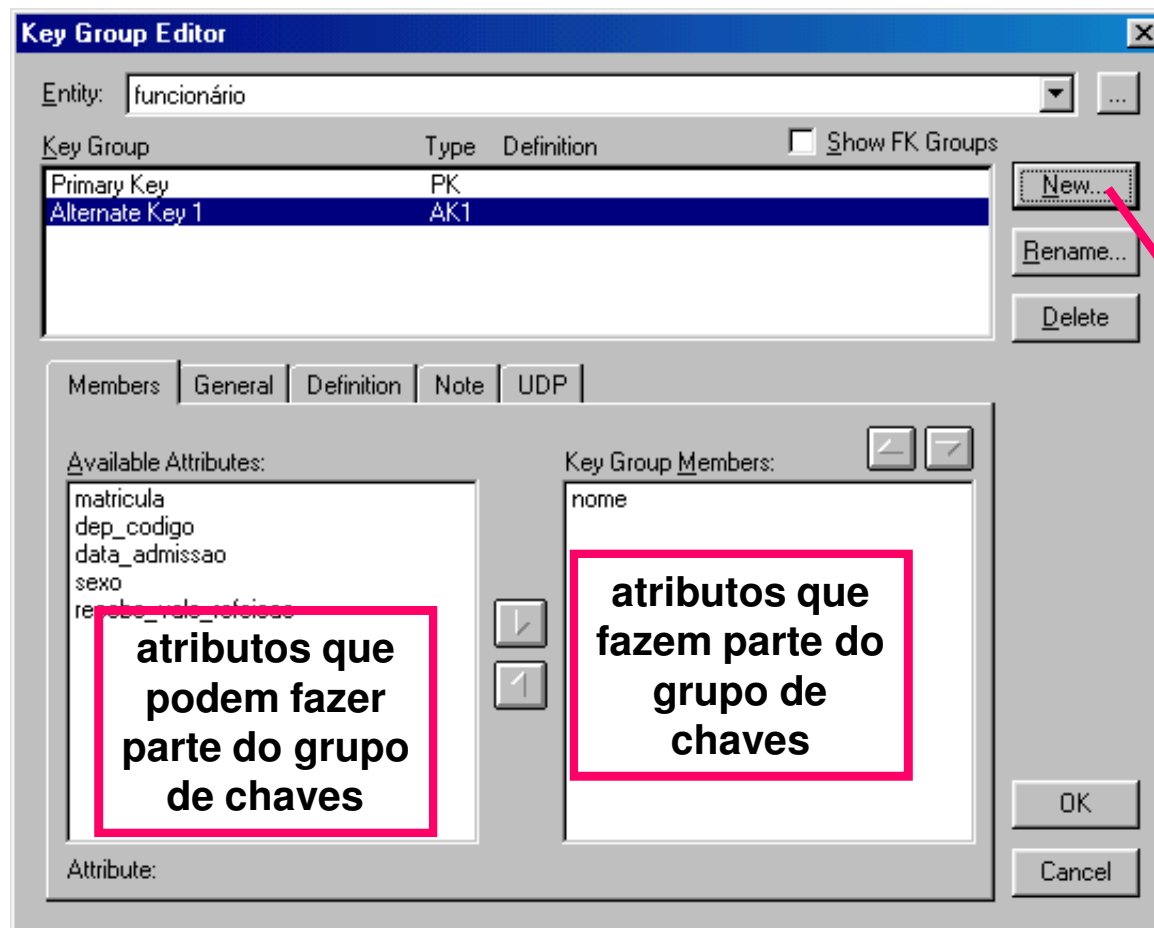 Key Group Editor
Entity: funcionário ...
Key Group Type Definition Show FK Groups
Primary Key PK
Alternate Key 1 AK1
New...
Rename...
Delete
Members General Definition Note UDP
Available Attributes:
matricula
dep_codigo
data_admissao
sexo
atributos que
podem fazer
parte do grupo
de chaves
Key Group Members:
nome
atributos que
fazem parte do
grupo de
chaves
Attribute:
OK
Cancel